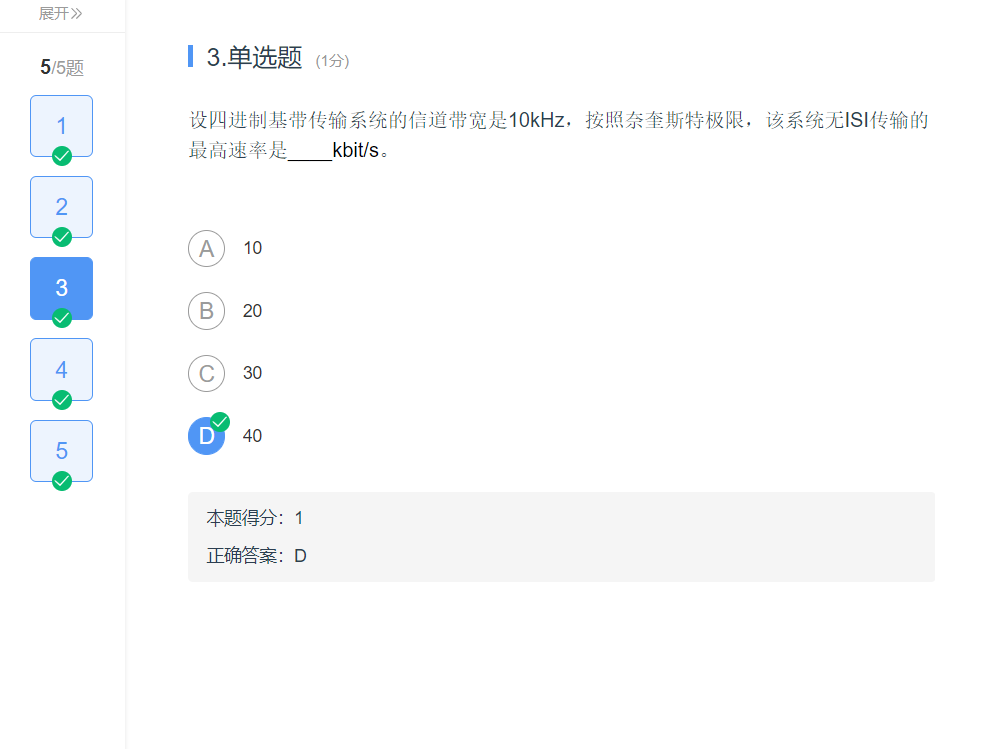 展开
5/5题
1
2
3
4
5
3.单选题 (1分)
设四进制基带传输系统的信道带宽是10kHz，按照奈奎斯特极限，该系统无ISI传输的
最高速率是____kbit/s。
A 10
B 20
C 30
D 40
本题得分：1
正确答案：D